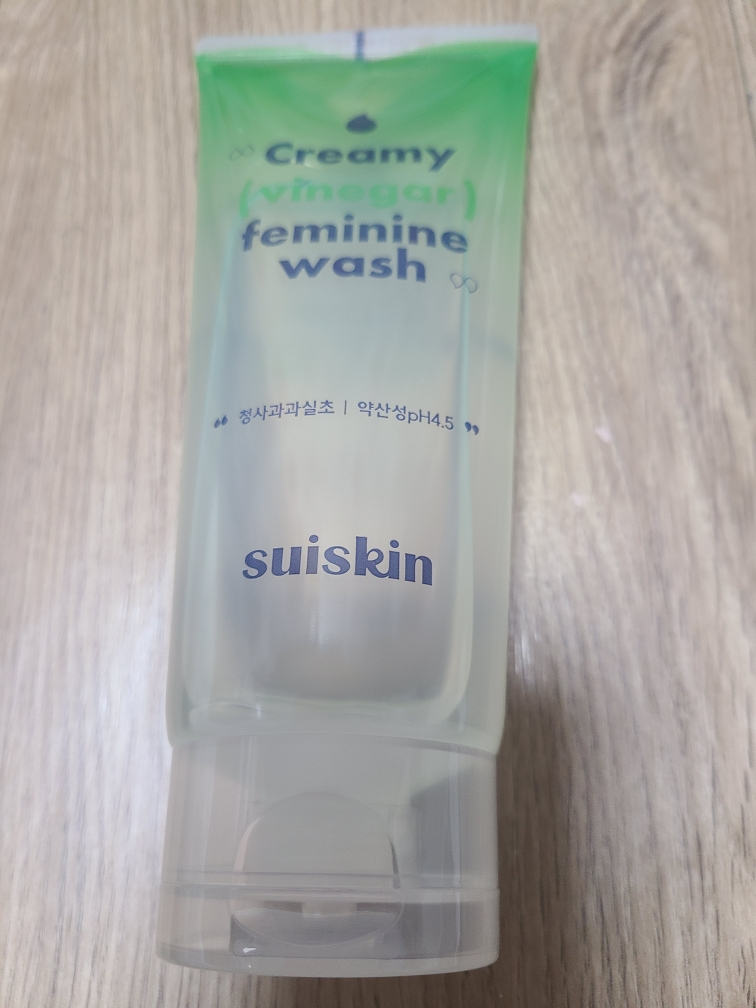 Creamy
(vinegar)
feminine
wash
“ 청사과과실초 | 약산성pH4.5 ”
suiskin